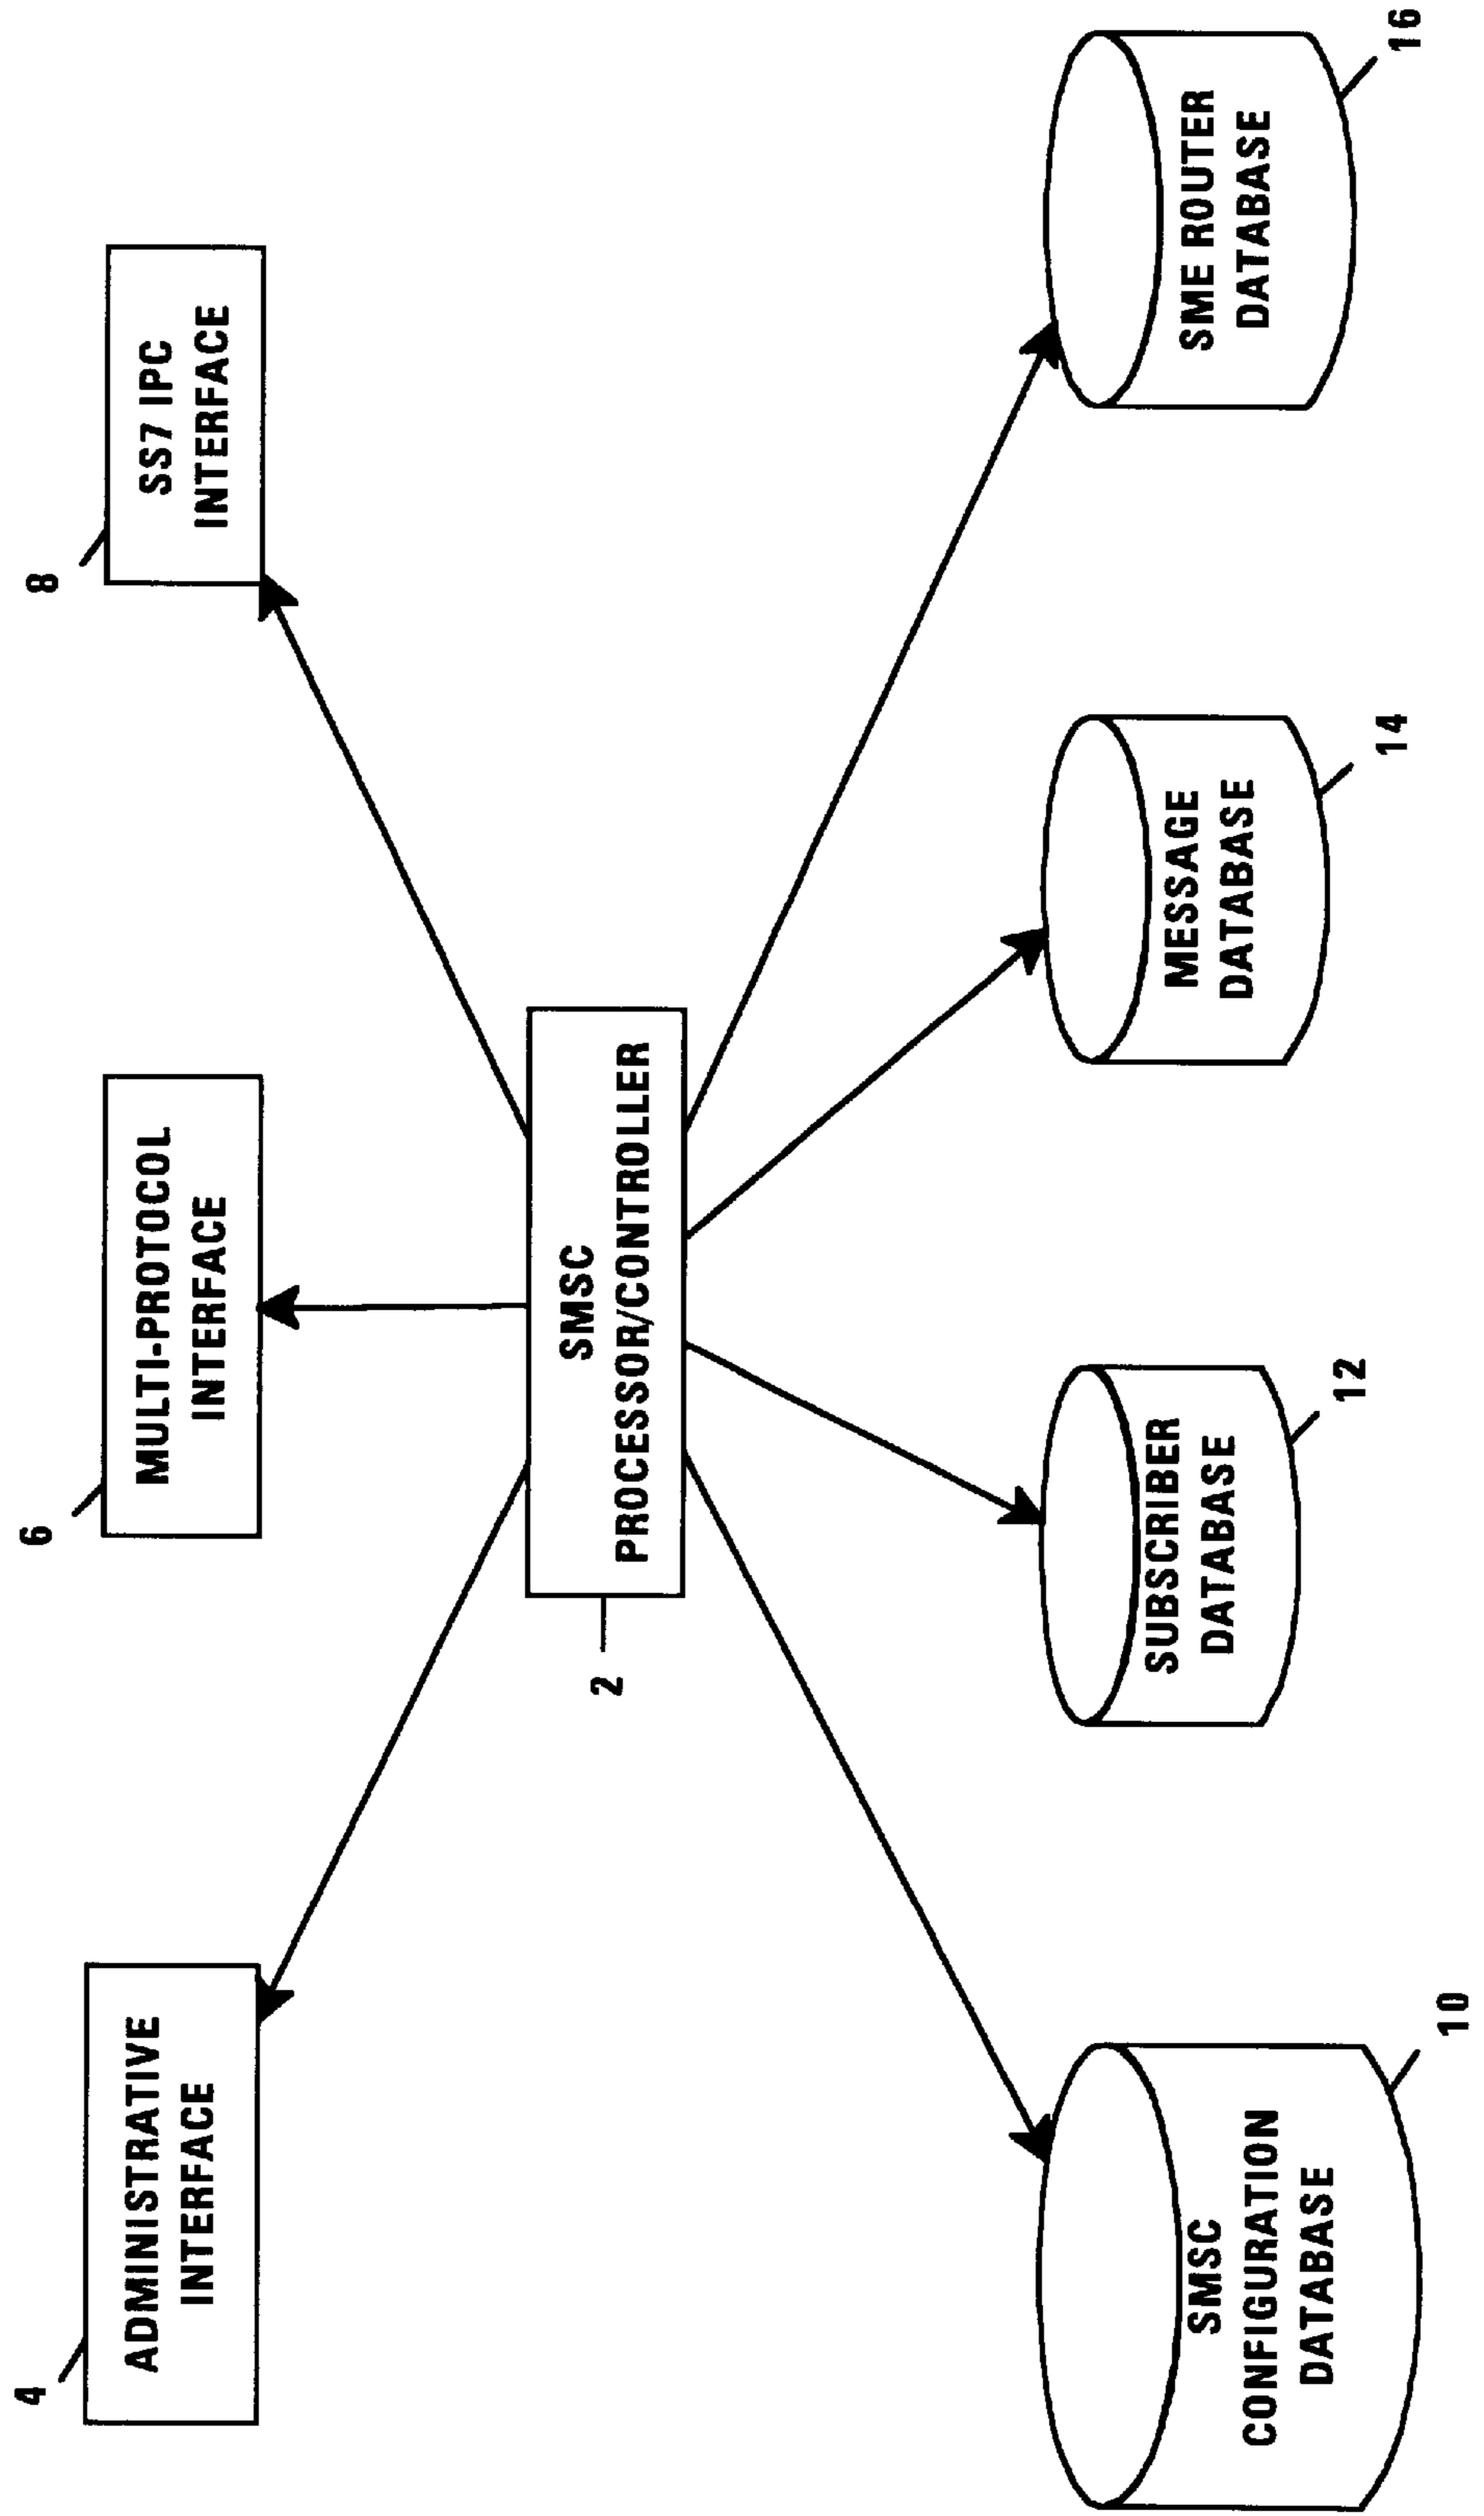 4
ADMINISTRATIVE
INTERFACE
6
MULTI-PROTOCOL
INTERFACE
8
SS7 IPC
INTERFACE
2
SMSC
PROCESSOR/CONTROLLER
SMSC
CONFIGURATION
DATABASE
10
SUBSCRIBER
DATABASE
12
MESSAGE
DATABASE
14
SME ROUTER
DATABASE
16